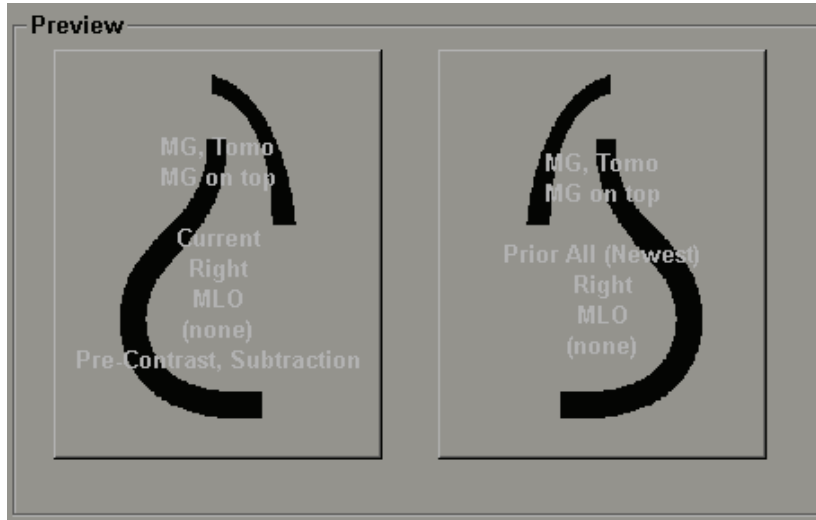 Preview
MG, Tomo
MG on top
Current
Right
MLO
(none)
Pre-Contrast, Subtraction
MG, Tomo
MG on top
Prior All (Newest)
Right
MLO
(none)